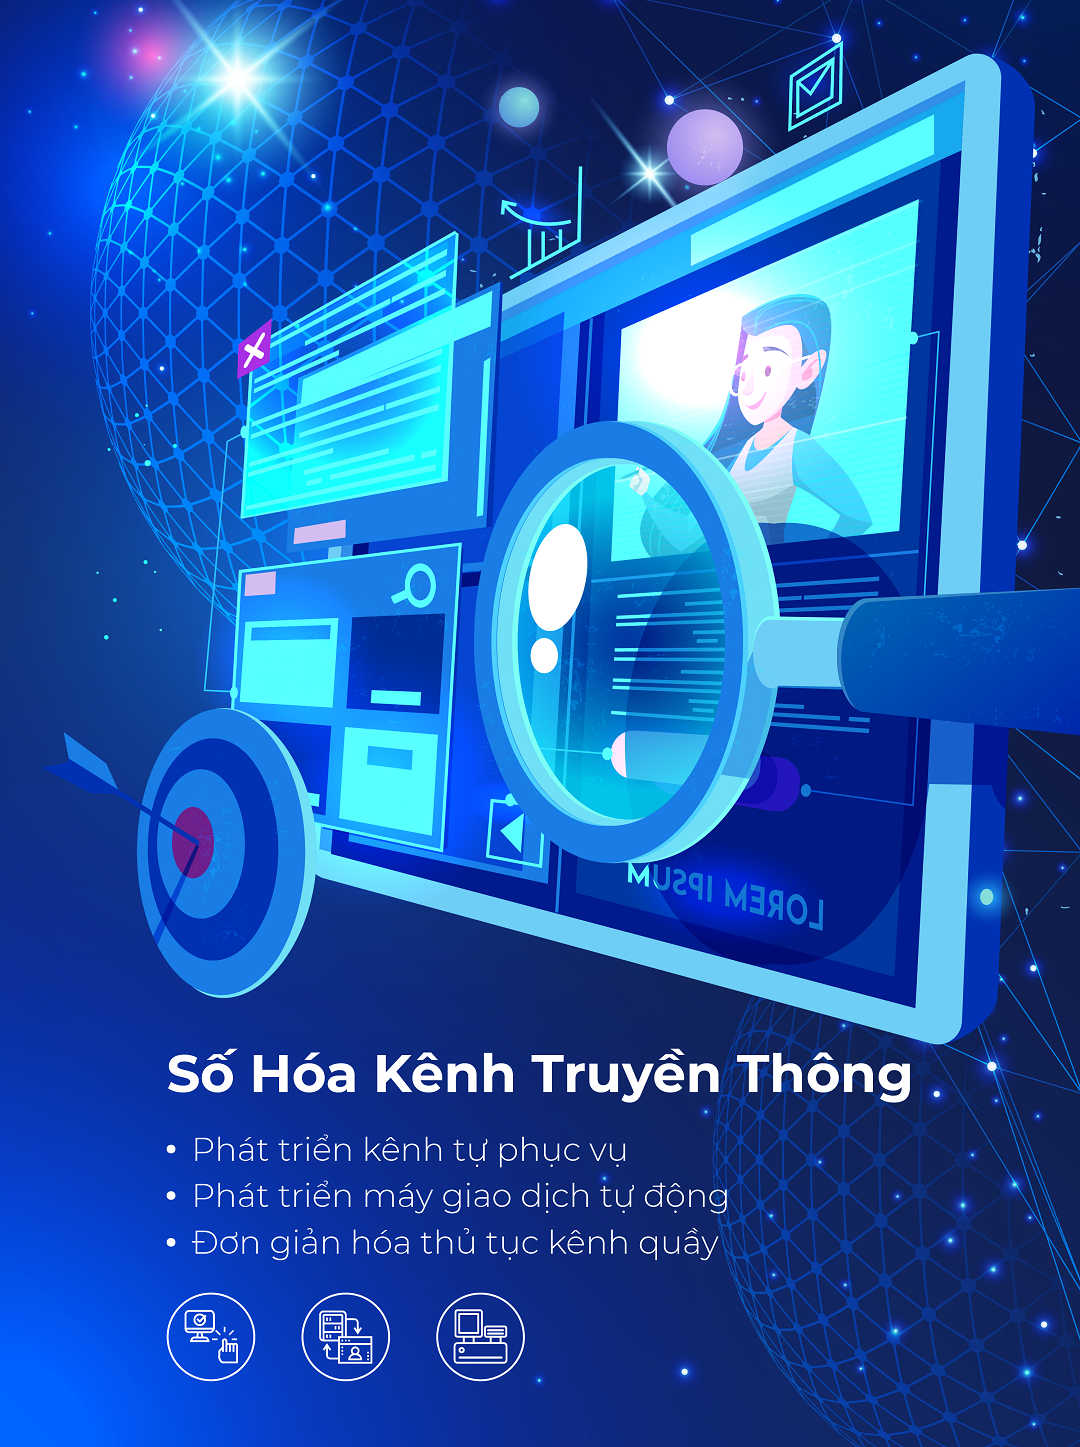 LOREM IPSUM
Số Hóa Kênh Truyền Thông
• Phát triển kênh tự phục vụ
• Phát triển máy giao dịch tự động
• Đơn giản hóa thủ tục kênh quầy